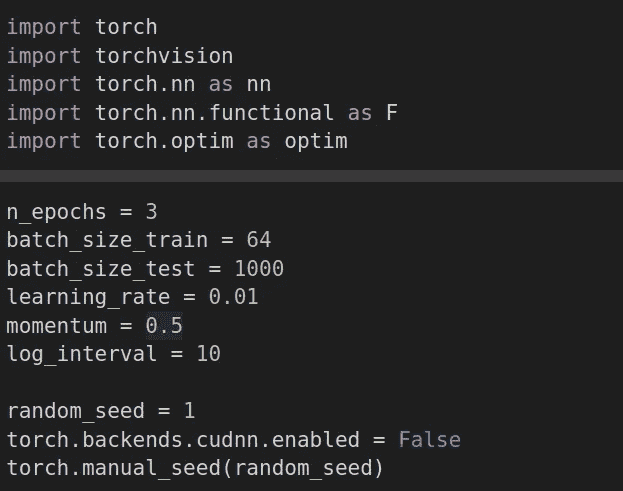 import torch
import torchvision
import torch.nn as nn
import torch.nn.functional as F
import torch.optim as optim
n_epochs = 3
batch_size_train = 64
batch_size_test = 1000
learning_rate = 0.01
momentum = 0.5
log_interval = 10
random_seed = 1
torch.backends.cudnn.enabled = False
torch.manual_seed(random_seed)